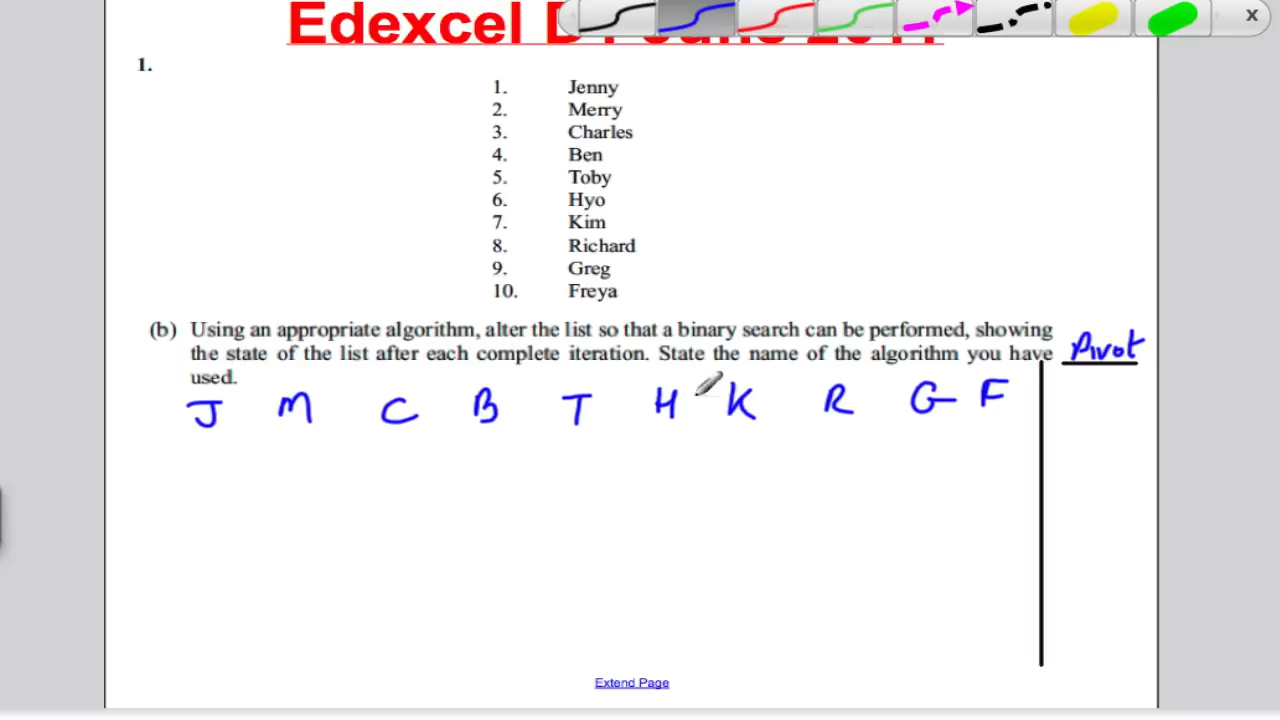 Edexcel
1.
1. Jenny
2. Merry
3. Charles
4. Ben
5. Toby
6. Hyo
7. Kim
8. Richard
9. Greg
10. Freya
(b) Using an appropriate algorithm, alter the list so that a binary search can be performed, showing
the state of the list after each complete iteration. State the name of the algorithm you have
used.
Pivot
J M C B T H K R G F
Extend Page
x